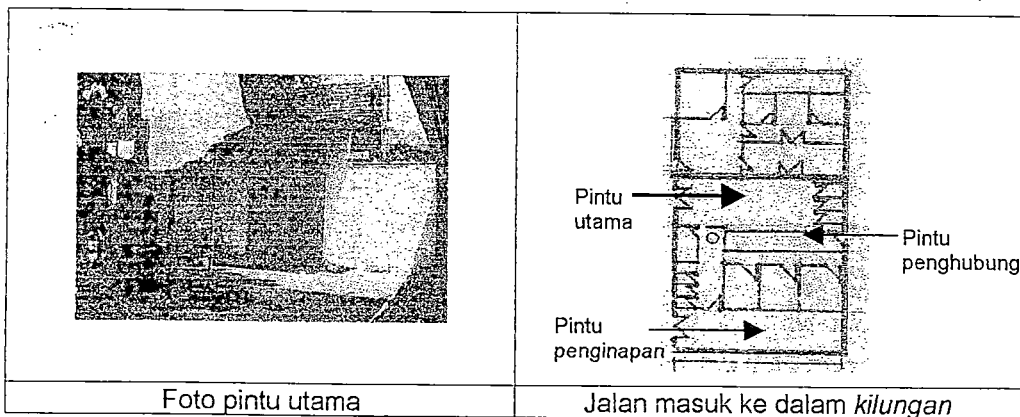 Pintu
utama
Pintu
penghubung
Pintu
penginapan
Foto pintu utama
Jalan masuk ke dalam kilungan